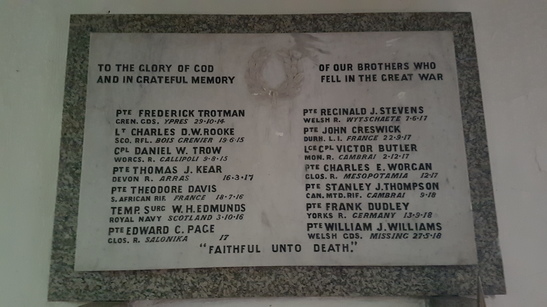 TO THE GLORY OF GOD
AND IN GRATEFUL MEMORY
OF OUR BROTHERS WHO
FELL IN THE GREAT WAR
PTE FREDERICK TROTMAN
GREN. GDS. YPRES 29-10-14
LT CHARLES D.W. ROOKE
SCO. RFL. BOIS GRENIER 19-6-15
CPL DANIEL W. TROW
WORCS. R. GALLIPOLI 9-8-15
PTE THOMAS J. KEAR
DEVON R. ARRAS 16-3-17
PTE THEODORE DAVIS
S. AFRICAN RIF FRANCE 18-7-16
TEMP. SURG W.H. EDMUNDS
ROYAL NAVY SCOTLAND 3-10-16
PTE EDWARD C. PAGE
GLOS. R. SALONIKA 17
PTE REGINALD J. STEVENS
WELSH R. WYTSCHAETE 7-6-17
PTE JOHN CRESWICK
DURH. L.I. FRANCE 22-9-17
LCE CPL VICTOR BUTLER
MON. R. CAMBRAI 2-12-17
PTE CHARLES E. WORGAN
GLOS. R. MESOPOTAMIA 12-17
PTE STANLEY J. THOMPSON
CAN. MTD. RIF. CAMBRAI 9-18
PTE FRANK DUDLEY
YORKS R. GERMANY 13-9-18
PTE WILLIAM J. WILLIAMS
WELSH GDS. MISSING 27-5-18
"FAITHFUL UNTO DEATH."